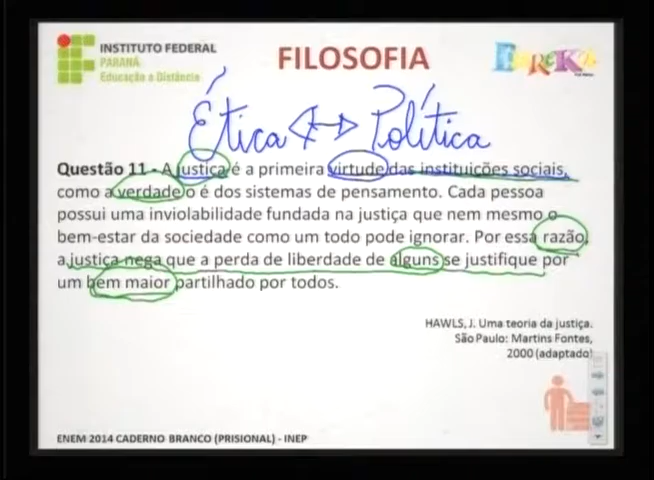 INSTITUTO FEDERAL
PARANÁ
Educação a Distância
FILOSOFIA
EUREKA
Ética <-> Política
Questão 11 - A justiça é a primeira virtude das instituições sociais,
como a verdade o é dos sistemas de pensamento. Cada pessoa
possui uma inviolabilidade fundada na justiça que nem mesmo o
bem-estar da sociedade como um todo pode ignorar. Por essa razão,
a justiça nega que a perda de liberdade de alguns se justifique por
um bem maior partilhado por todos.
HAWLS, J. Uma teoria da justiça.
São Paulo: Martins Fontes,
2000 (adaptado)
ENEM 2014 CADERNO BRANCO (PRISIONAL) - INEP